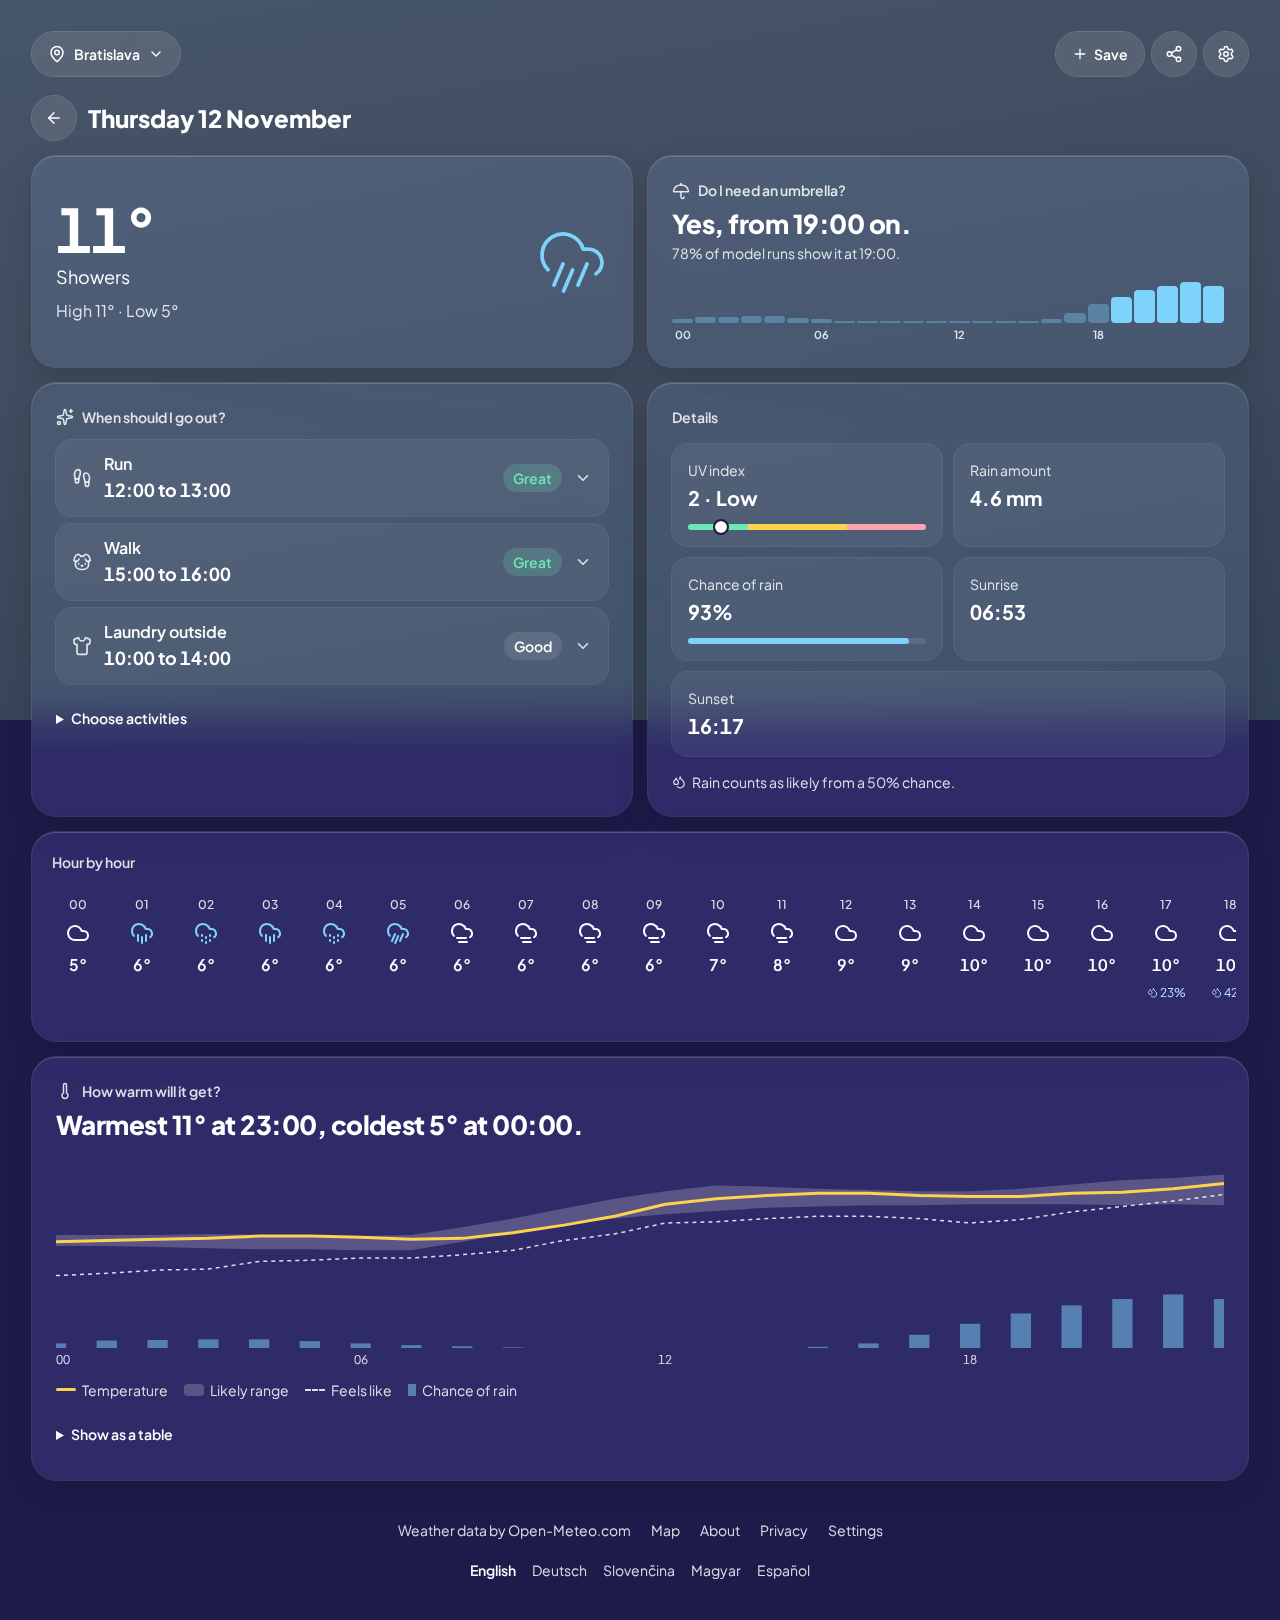 Bratislava
Save
Thursday 12 November
11°
Showers
High 11° · Low 5°
Do I need an umbrella?
Yes, from 19:00 on.
78% of model runs show it at 19:00.
00 06 12 18
When should I go out?
Run
12:00 to 13:00
Great
Walk
15:00 to 16:00
Great
Laundry outside
10:00 to 14:00
Good
Choose activities
Details
UV index
2 · Low
Rain amount
4.6 mm
Chance of rain
93%
Sunrise
06:53
Sunset
16:17
Rain counts as likely from a 50% chance.
Hour by hour
00 01 02 03 04 05 06 07 08 09 10 11 12 13 14 15 16 17 18
5° 6° 6° 6° 6° 6° 6° 6° 6° 6° 7° 8° 9° 9° 10° 10° 10° 10° 10
23% 42
How warm will it get?
Warmest 11° at 23:00, coldest 5° at 00:00.
00 06 12 18
Temperature Likely range Feels like Chance of rain
Show as a table
Weather data by Open-Meteo.com Map About Privacy Settings
English Deutsch Slovenčina Magyar Español